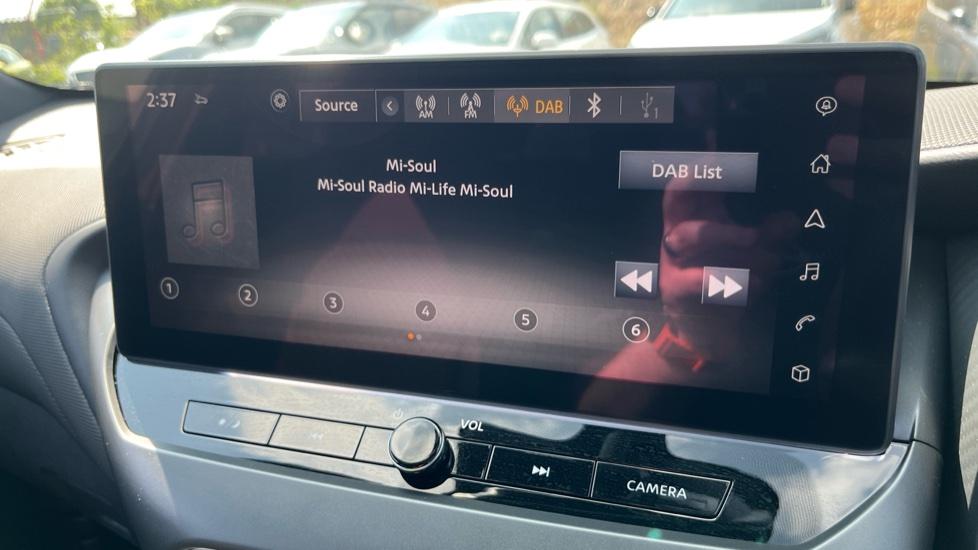 2:37 Source AM FM DAB 1
Mi-Soul
Mi-Soul Radio Mi-Life Mi-Soul
DAB List
1 2 3 4 5 6
VOL
CAMERA